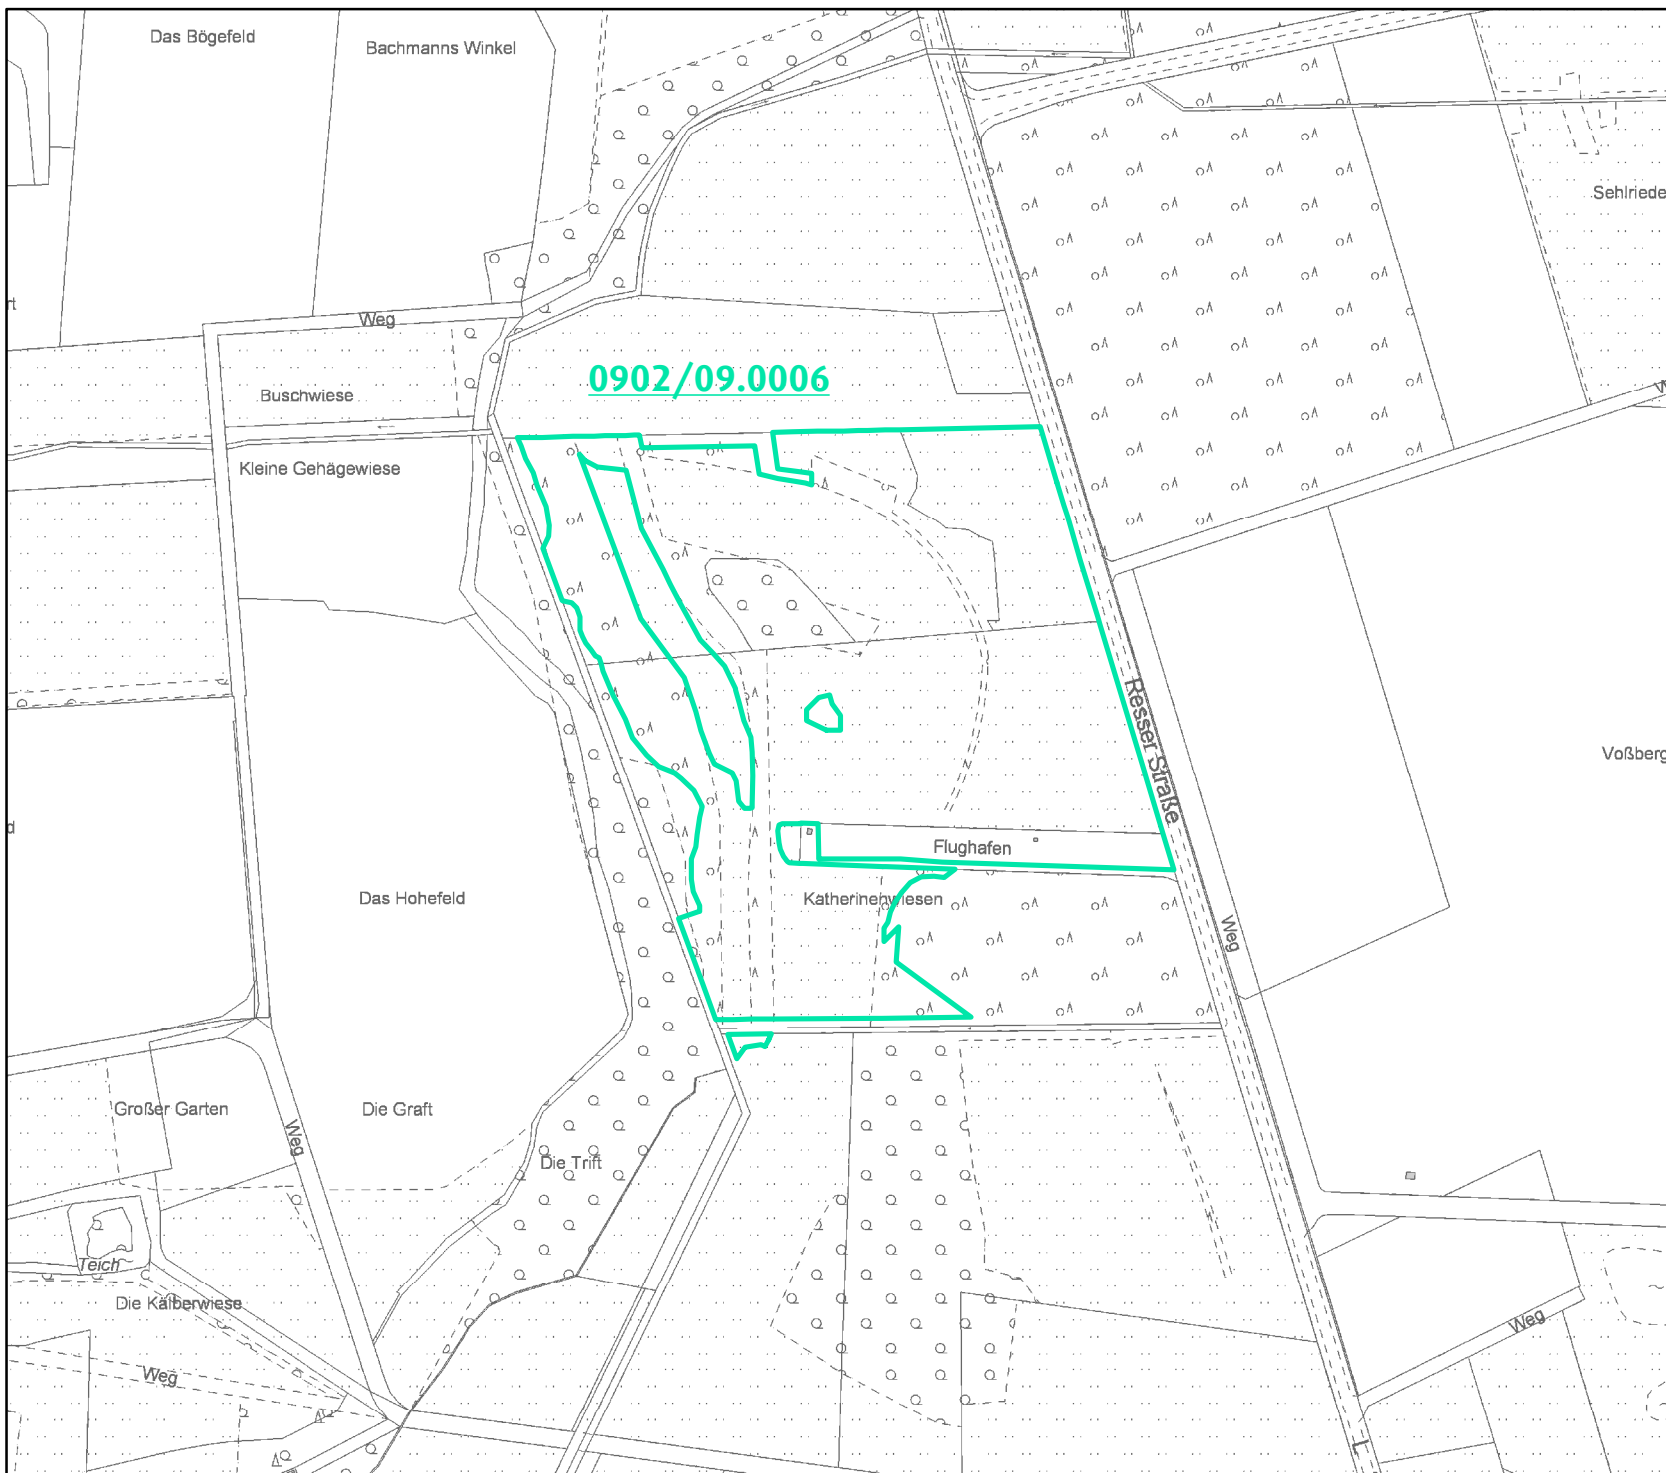 Das Bögefeld
Bachmanns Winkel
Sehlriede
Weg
0902/09.0006
Buschwiese
Kleine Gehägewiese
Resser Straße
Voßberg
Flughafen
Das Hohefeld
Katherinenwiesen
Weg
Großer Garten
Die Graft
Weg
Die Trift
Teich
Die Kälberwiese
Weg
Weg
L